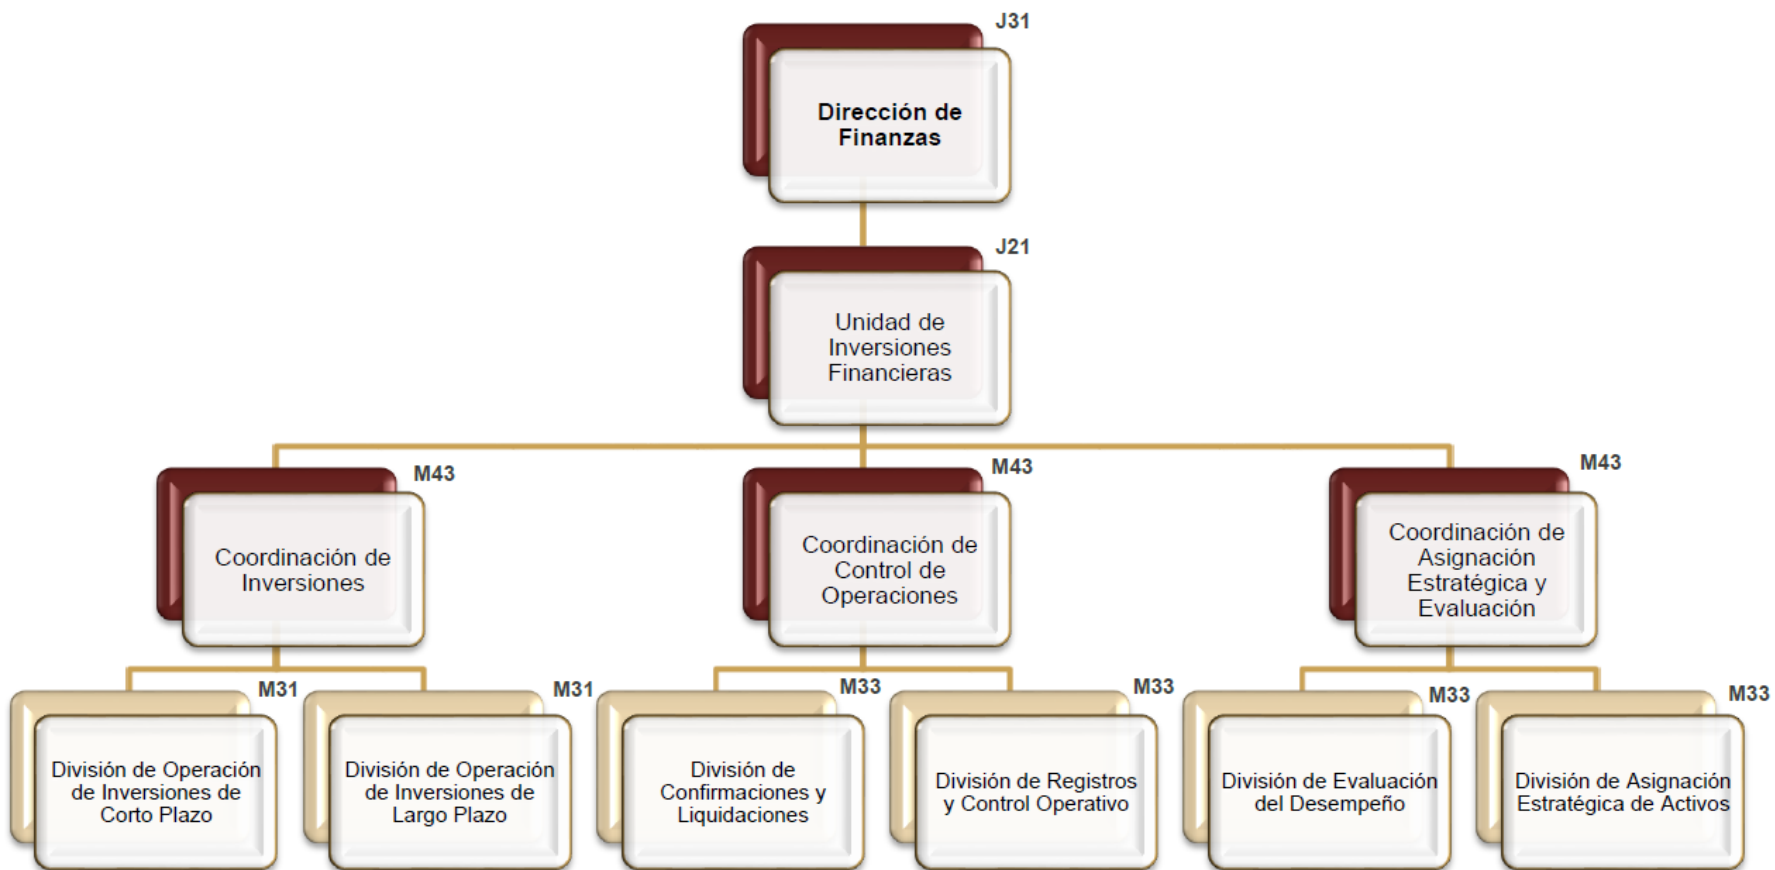 J31
Dirección de
Finanzas
J21
Unidad de
Inversiones
Financieras
M43
Coordinación de
Inversiones
M43
Coordinación de
Control de
Operaciones
M43
Coordinación de
Asignación
Estratégica y
Evaluación
M31
División de Operación
de Inversiones de
Corto Plazo
M31
División de Operación
de Inversiones de
Largo Plazo
M33
División de
Confirmaciones y
Liquidaciones
M33
División de Registros
y Control Operativo
M33
División de Evaluación
del Desempeño
M33
División de Asignación
Estratégica de Activos